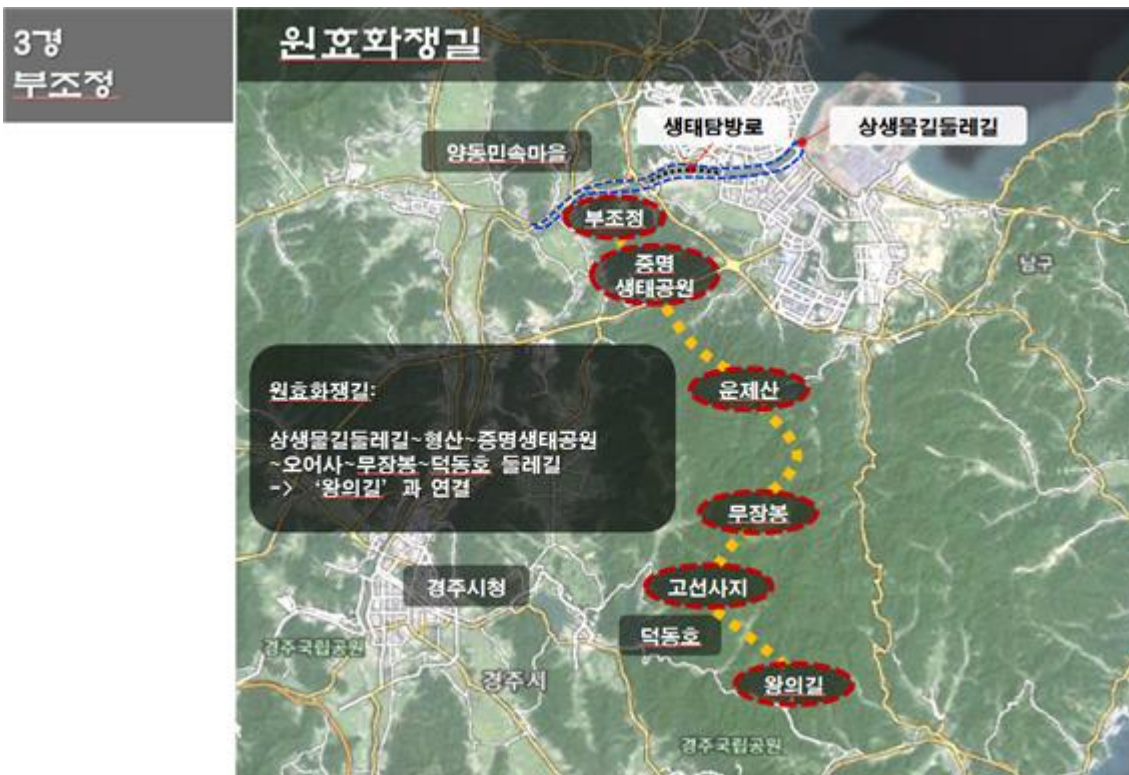 3경
부조정
원효화쟁길
생태탐방로
상생물길둘레길
양동민속마을
부조정
중명
생태공원
남구
운제산
원효화쟁길:
상생물길둘레길~형산~중명생태공원
~오어사~무장봉~덕동호 둘레길
-> ‘왕의길’과 연결
무장봉
경주시청
고선사지
덕동호
경주국립공원
경주시
왕의길
경주국립공원